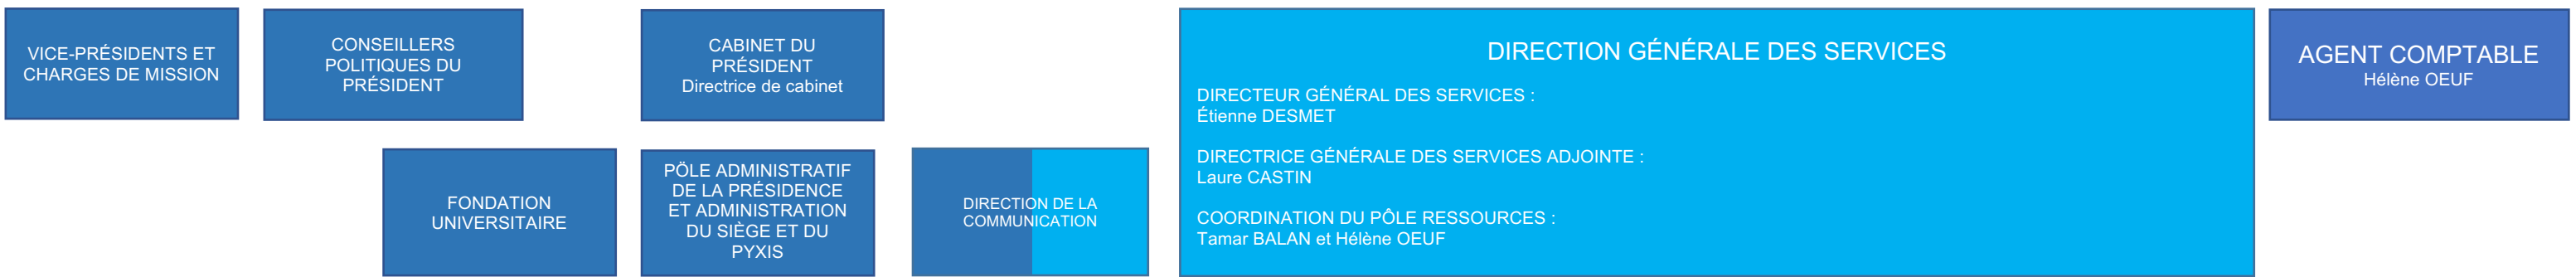 VICE-PRÉSIDENTS ET
CHARGES DE MISSION
CONSEILLERS
POLITIQUES DU
PRÉSIDENT
CABINET DU
PRÉSIDENT
Directrice de cabinet
FONDATION
UNIVERSITAIRE
PÖLE ADMINISTRATIF
DE LA PRÉSIDENCE
ET ADMINISTRATION
DU SIÈGE ET DU
PYXIS
DIRECTION DE LA
COMMUNICATION
DIRECTION GÉNÉRALE DES SERVICES
DIRECTEUR GÉNÉRAL DES SERVICES :
Étienne DESMET
DIRECTRICE GÉNÉRALE DES SERVICES ADJOINTE :
Laure CASTIN
COORDINATION DU PÔLE RESSOURCES :
Tamar BALAN et Hélène OEUF
AGENT COMPTABLE
Hélène OEUF